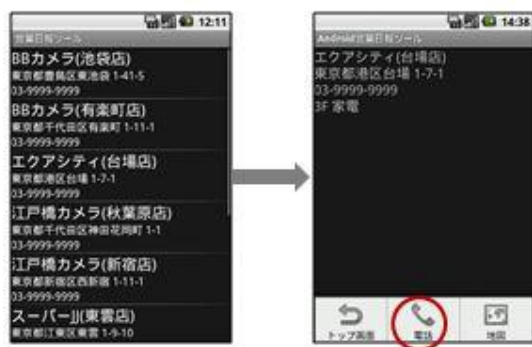 12:11
営業日報ツール
BBカメラ(池袋店)
東京都豊島区東池袋 1-41-5
03-9999-9999
BBカメラ(有楽町店)
東京都千代田区有楽町 1-11-1
03-9999-9999
エクアシティ(台場店)
東京都港区台場 1-7-1
03-9999-9999
江戸橋カメラ(秋葉原店)
東京都千代田区神田花岡町 1-1
03-9999-9999
江戸橋カメラ(新宿店)
東京都新宿区西新宿 1-11-1
03-9999-9999
スーパーJJ(東雲店)
東京都江東区東雲 1-9-10
14:38
Android営業日報ツール
エクアシティ(台場店)
東京都港区台場 1-7-1
03-9999-9999
3F 家電
トップ画面
電話
地図